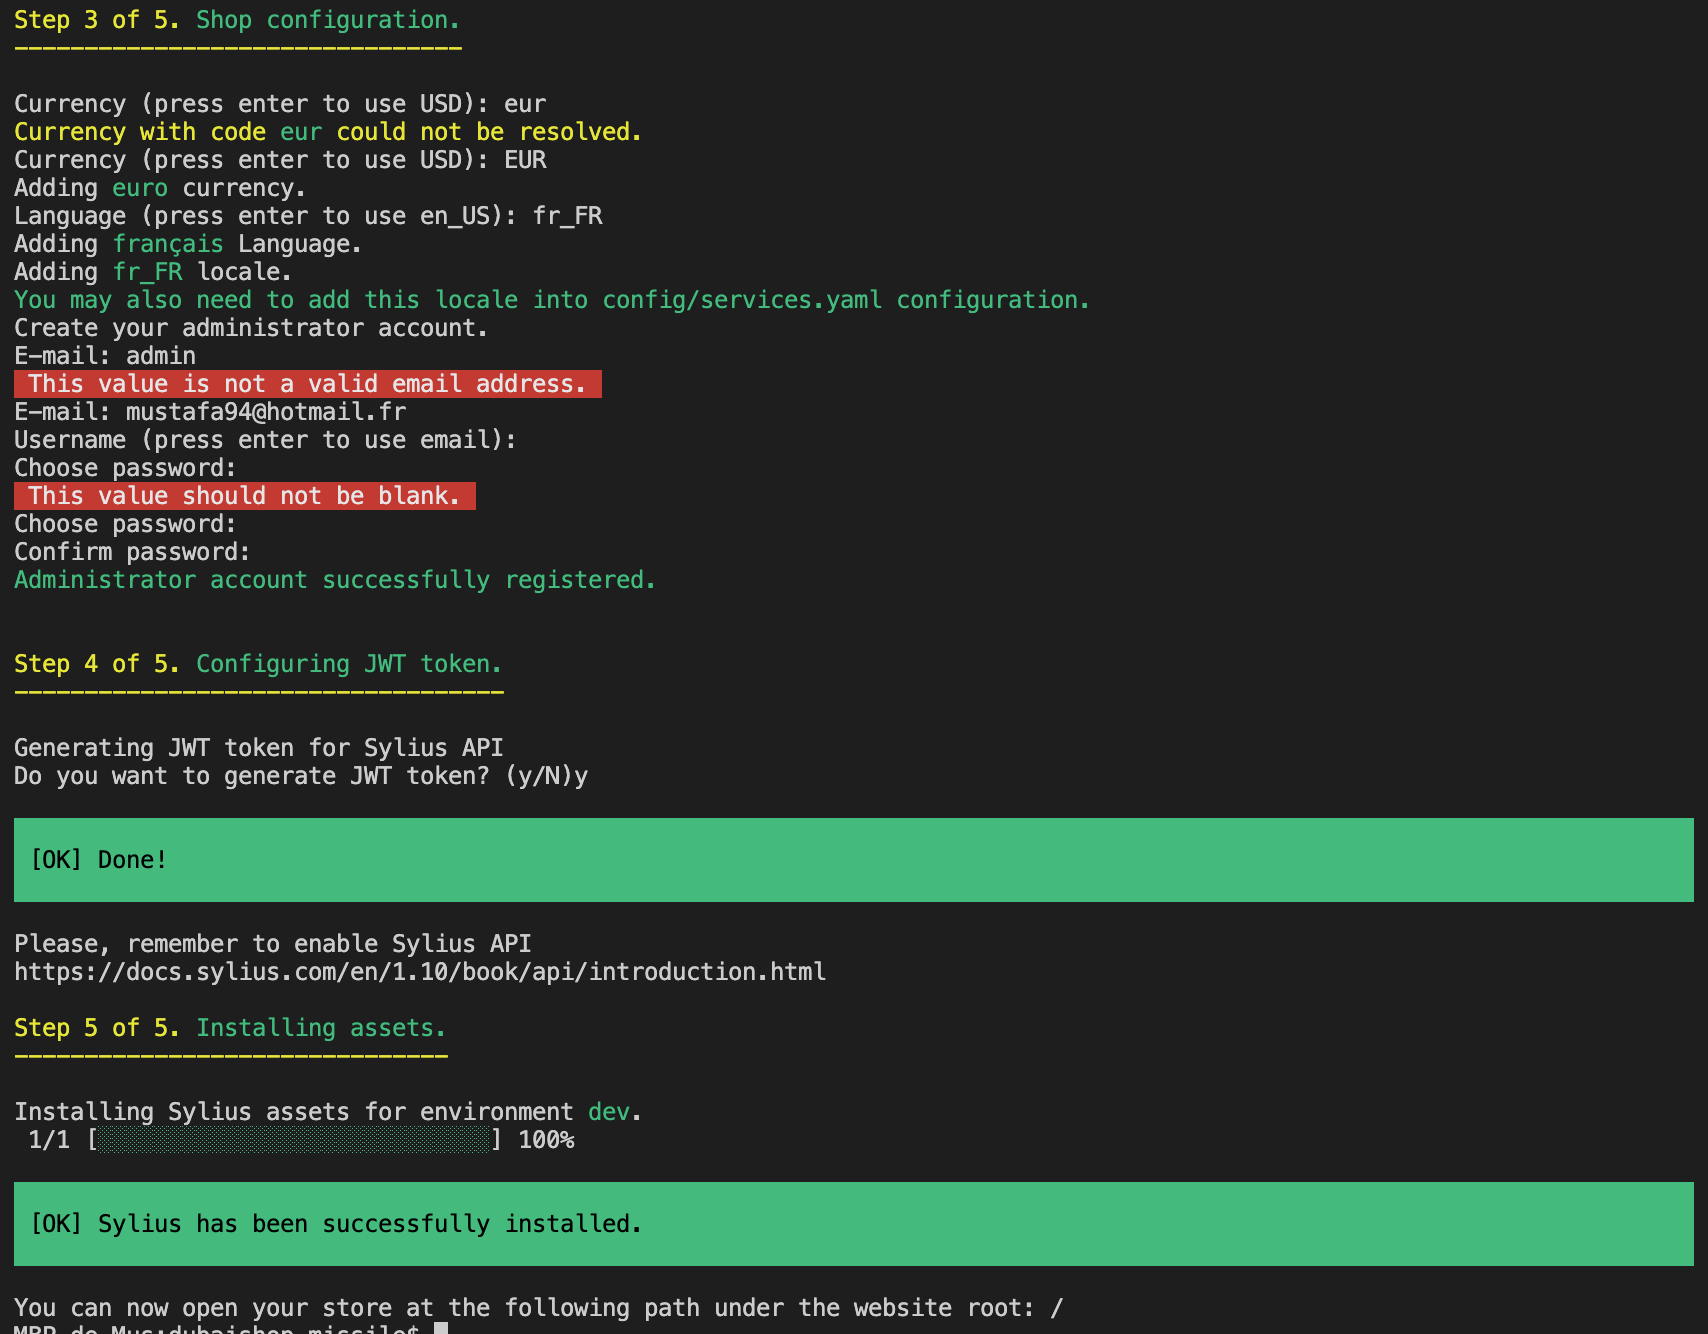 Step 3 of 5. Shop configuration.
--------------------------------
Currency (press enter to use USD): eur
Currency with code eur could not be resolved.
Currency (press enter to use USD): EUR
Adding euro currency.
Language (press enter to use en_US): fr_FR
Adding français Language.
Adding fr_FR locale.
You may also need to add this locale into config/services.yaml configuration.
Create your administrator account.
E-mail: admin
This value is not a valid email address.
E-mail: mustafa94@hotmail.fr
Username (press enter to use email):
Choose password:
This value should not be blank.
Choose password:
Confirm password:
Administrator account successfully registered.
Step 4 of 5. Configuring JWT token.
-----------------------------------
Generating JWT token for Sylius API
Do you want to generate JWT token? (y/N)y
[OK] Done!
Please, remember to enable Sylius API
https://docs.sylius.com/en/1.10/book/api/introduction.html
Step 5 of 5. Installing assets.
-------------------------------
Installing Sylius assets for environment dev.
1/1 [▓▓▓▓▓▓▓▓▓▓▓▓▓▓▓▓▓▓▓▓▓▓▓▓▓▓▓▓] 100%
[OK] Sylius has been successfully installed.
You can now open your store at the following path under the website root: /
MBP-de-Mus:dubaishop missile$